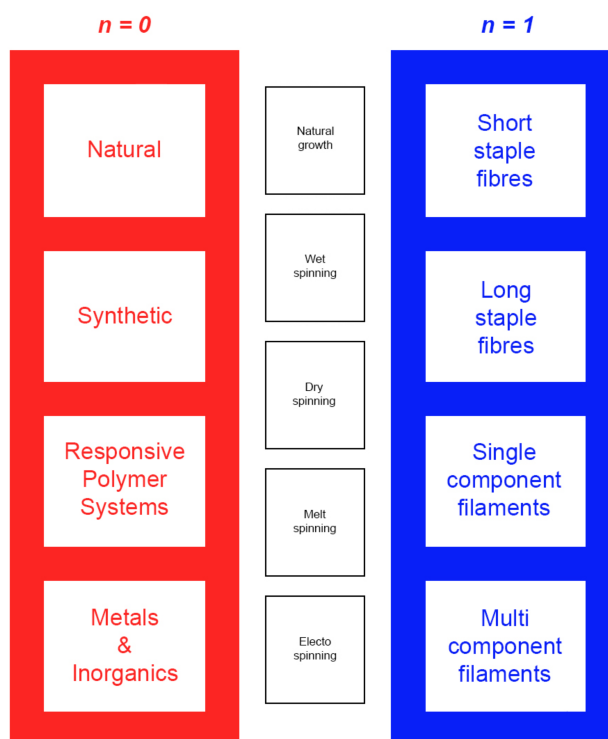 n = 0
n = 1
Natural
Synthetic
Responsive
Polymer
Systems
Metals
&
Inorganics
Natural
growth
Wet
spinning
Dry
spinning
Melt
spinning
Electo
spinning
Short
staple
fibres
Long
staple
fibres
Single
component
filaments
Multi
component
filaments